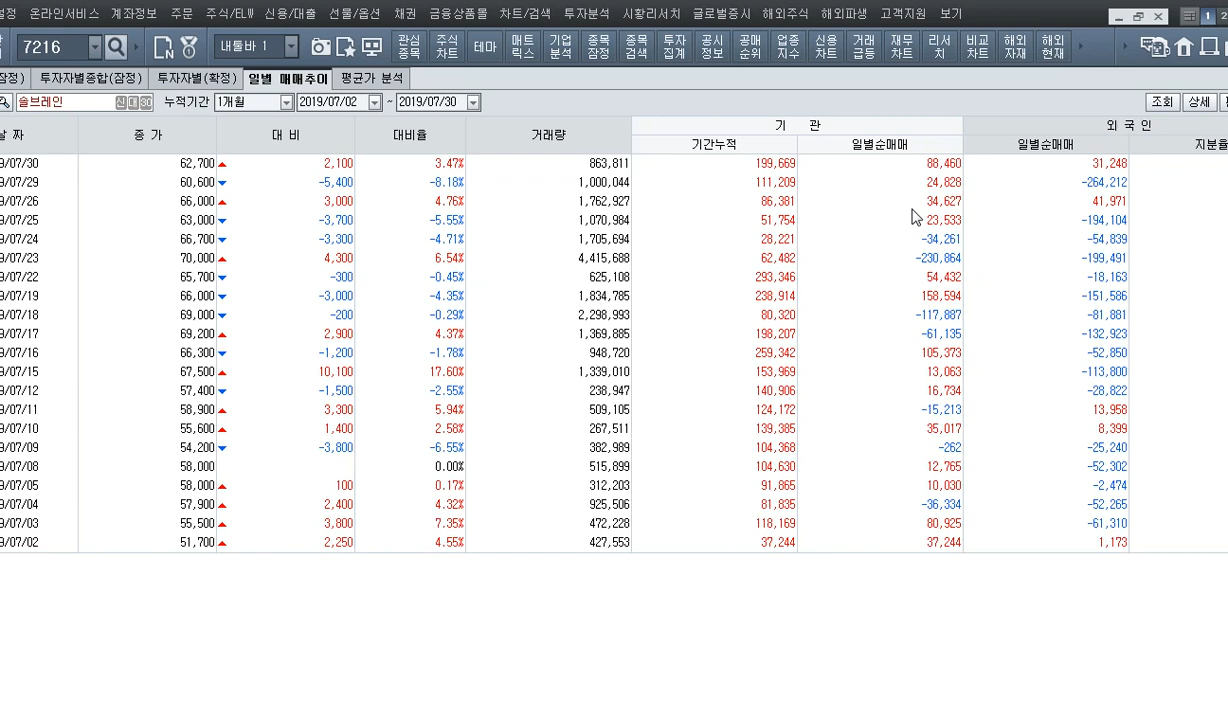 설정 온라인서비스 계좌정보 주문 주식/ELW 신용/대출 선물/옵션 채권 금융상품몰 차트/검색 투자분석 시황리서치 글로벌증시 해외주식 해외파생 고객지원 보기 1 2
7216 내툴바 1 관심종목 주식차트 테마 매트릭스 기업분석 종목잠정 종목검색 투자집계 공시정보 공매순위 업종지수 신용차트 거래급등 재무차트 리서치 비교차트 해외자재 해외현재
잠정) 투자자별종합(잠정) 투자자별(확정) 일별 매매추이 평균가 분석
솔브레인 신 대 30 누적기간 1개월 2019/07/02 ~ 2019/07/30 조회 상세
날 짜 종 가 대 비 대비율 거래량 기 관 외 국 인
기간누적 일별순매매 일별순매매 지분율
9/07/30 62,700 ▲ 2,100 3.47% 863,811 199,669 88,460 31,248
9/07/29 60,600 ▼ -5,400 -8.18% 1,000,044 111,209 24,828 -264,212
9/07/26 66,000 ▲ 3,000 4.76% 1,762,927 86,381 34,627 41,971
9/07/25 63,000 ▼ -3,700 -5.55% 1,070,984 51,754 23,533 -194,104
9/07/24 66,700 ▼ -3,300 -4.71% 1,705,694 28,221 -34,261 -54,839
9/07/23 70,000 ▲ 4,300 6.54% 4,415,688 62,482 -230,864 -199,491
9/07/22 65,700 ▼ -300 -0.45% 625,108 293,346 54,432 -18,163
9/07/19 66,000 ▼ -3,000 -4.35% 1,834,785 238,914 158,594 -151,586
9/07/18 69,000 ▼ -200 -0.29% 2,298,993 80,320 -117,887 -81,881
9/07/17 69,200 ▲ 2,900 4.37% 1,369,885 198,207 -61,135 -132,923
9/07/16 66,300 ▼ -1,200 -1.78% 948,720 259,342 105,373 -52,850
9/07/15 67,500 ▲ 10,100 17.60% 1,339,010 153,969 13,063 -113,800
9/07/12 57,400 ▼ -1,500 -2.55% 238,947 140,906 16,734 -28,822
9/07/11 58,900 ▲ 3,300 5.94% 509,105 124,172 -15,213 13,958
9/07/10 55,600 ▲ 1,400 2.58% 267,511 139,385 35,017 8,399
9/07/09 54,200 ▼ -3,800 -6.55% 382,989 104,368 -262 -25,240
9/07/08 58,000 0.00% 515,899 104,630 12,765 -52,302
9/07/05 58,000 ▲ 100 0.17% 312,203 91,865 10,030 -2,474
9/07/04 57,900 ▲ 2,400 4.32% 925,506 81,835 -36,334 -52,265
9/07/03 55,500 ▲ 3,800 7.35% 472,228 118,169 80,925 -61,310
9/07/02 51,700 ▲ 2,250 4.55% 427,553 37,244 37,244 1,173